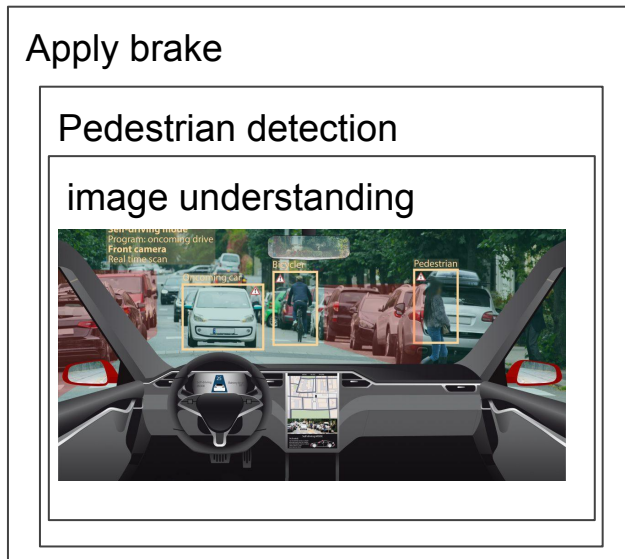 Apply brake
Pedestrian detection
image understanding
Self-driving mode
Program: oncoming drive
Front camera
Real time scan
Oncoming car
Bicycler
Pedestrian